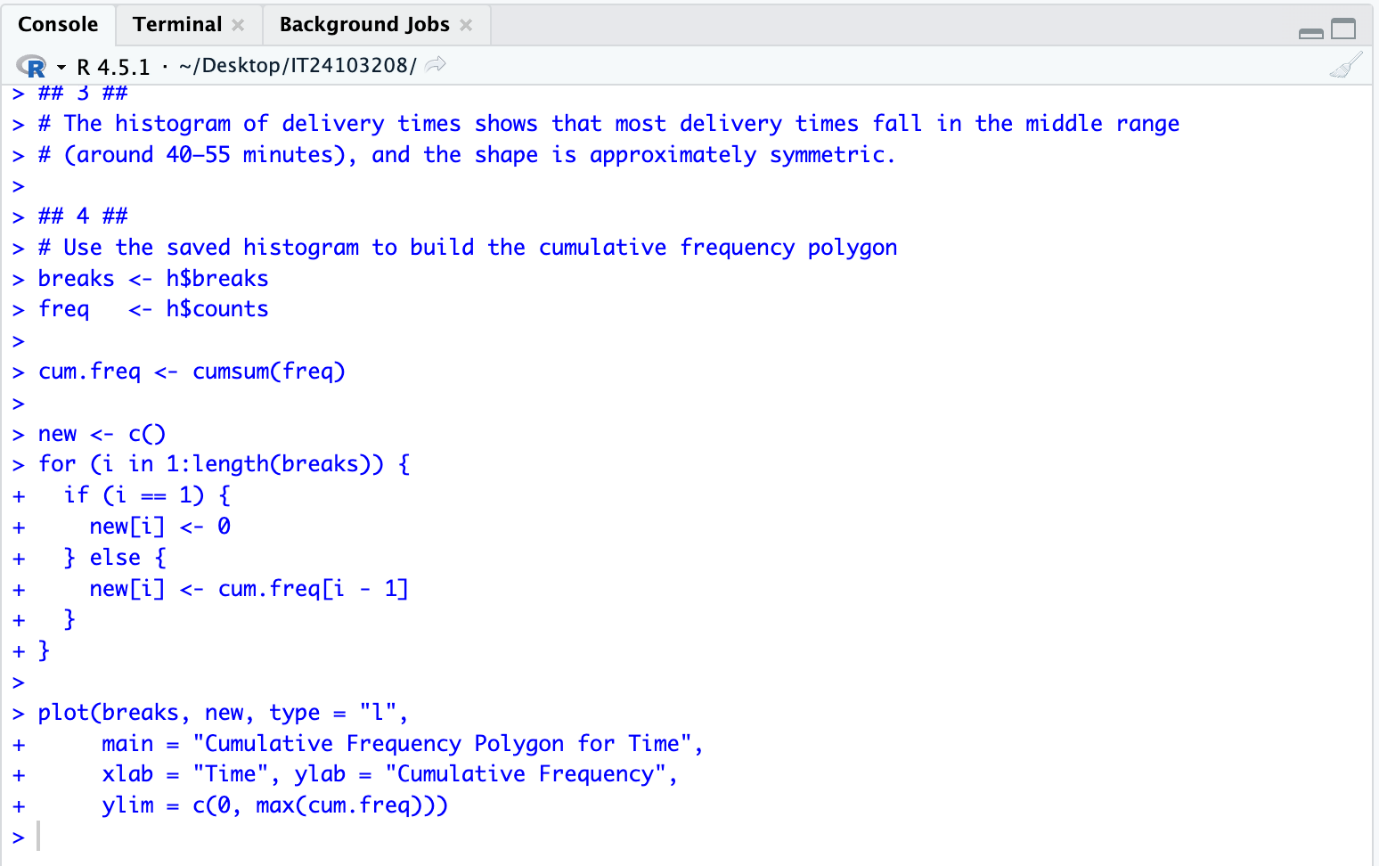 Console Terminal × Background Jobs ×
R R 4.5.1 · ~/Desktop/IT24103208/
> ## 3 ##
> # The histogram of delivery times shows that most delivery times fall in the middle range
> # (around 40–55 minutes), and the shape is approximately symmetric.
>
> ## 4 ##
> # Use the saved histogram to build the cumulative frequency polygon
> breaks <- h$breaks
> freq   <- h$counts
>
> cum.freq <- cumsum(freq)
>
> new <- c()
> for (i in 1:length(breaks)) {
+   if (i == 1) {
+     new[i] <- 0
+   } else {
+     new[i] <- cum.freq[i - 1]
+   }
+ }
>
> plot(breaks, new, type = "l",
+      main = "Cumulative Frequency Polygon for Time",
+      xlab = "Time", ylab = "Cumulative Frequency",
+      ylim = c(0, max(cum.freq)))
>